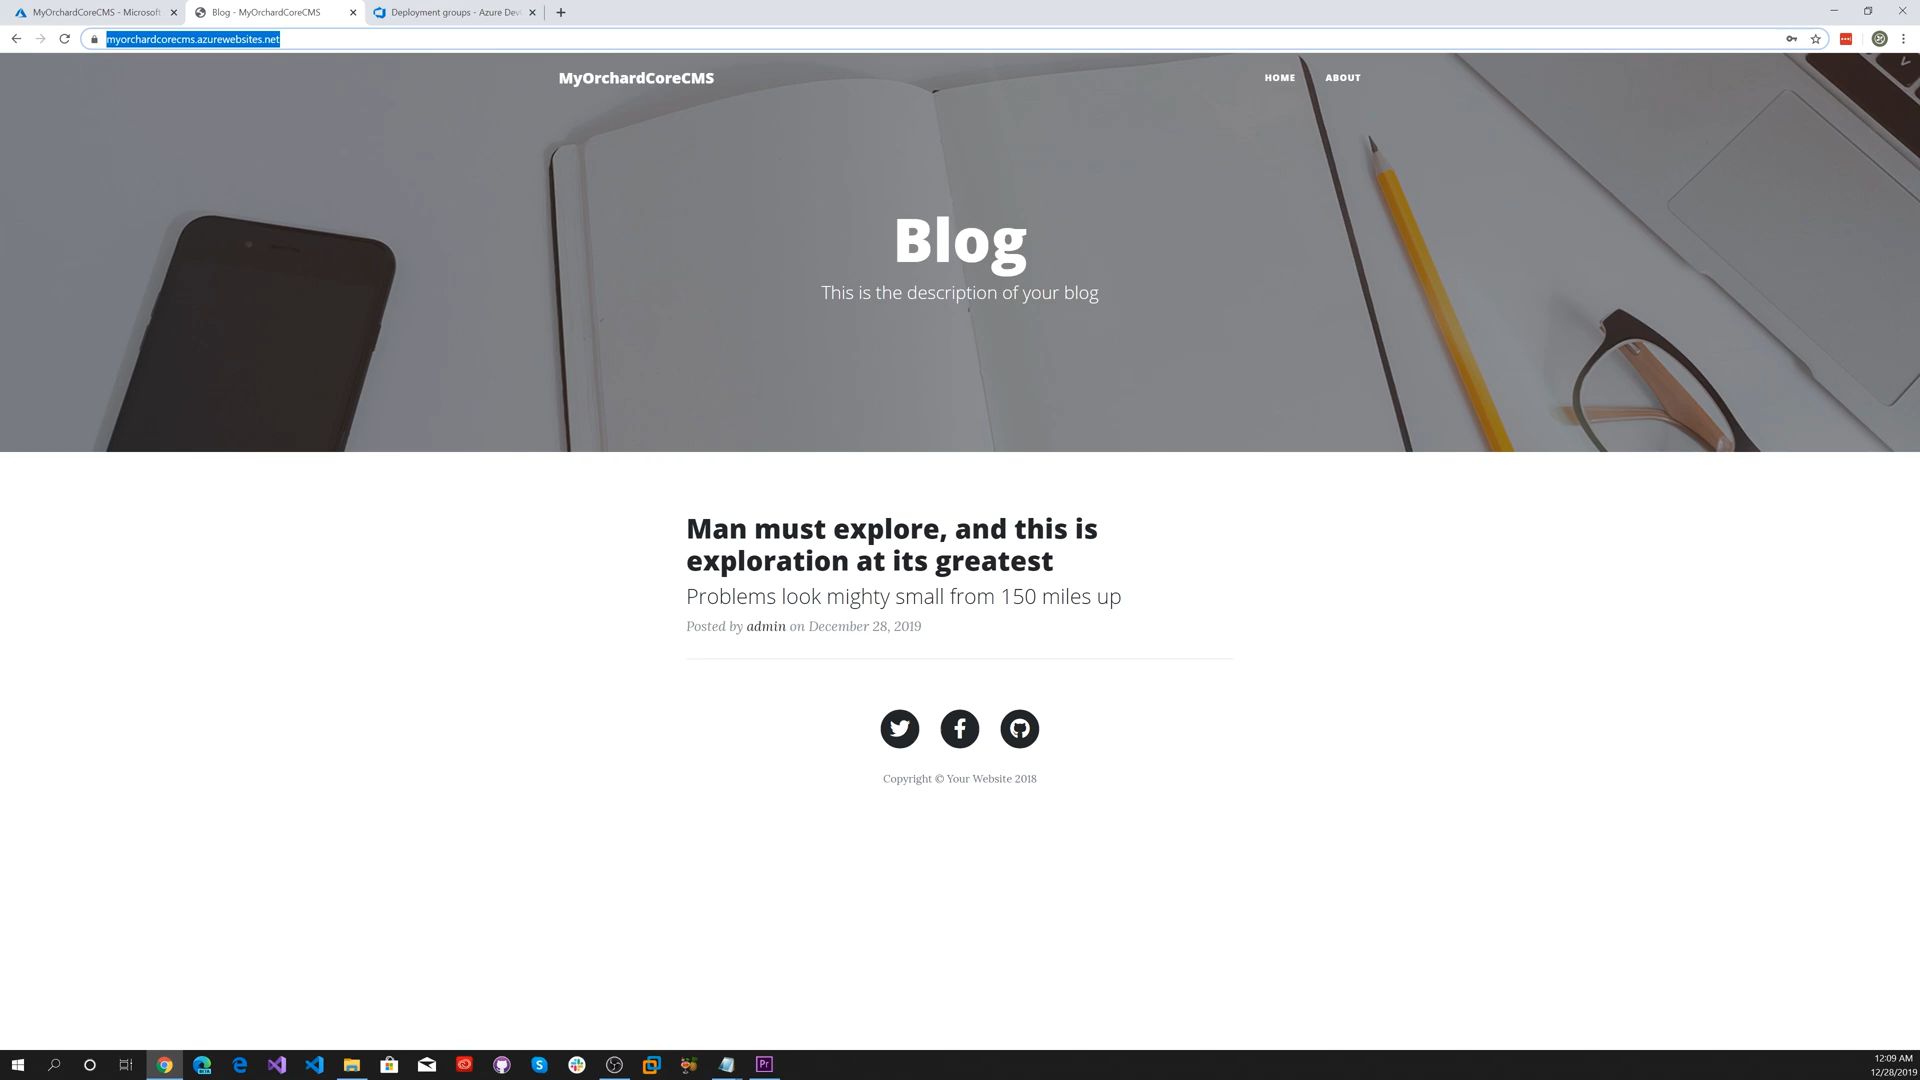 MyOrchardCoreCMS - Microsoft
Blog - MyOrchardCoreCMS
Deployment groups - Azure Dev
myorchardcorecms.azurewebsites.net
MyOrchardCoreCMS
HOME
ABOUT
Blog
This is the description of your blog
Man must explore, and this is
exploration at its greatest
Problems look mighty small from 150 miles up
Posted by admin on December 28, 2019
Copyright © Your Website 2018
BETA
Pr
12:09 AM
12/28/2019